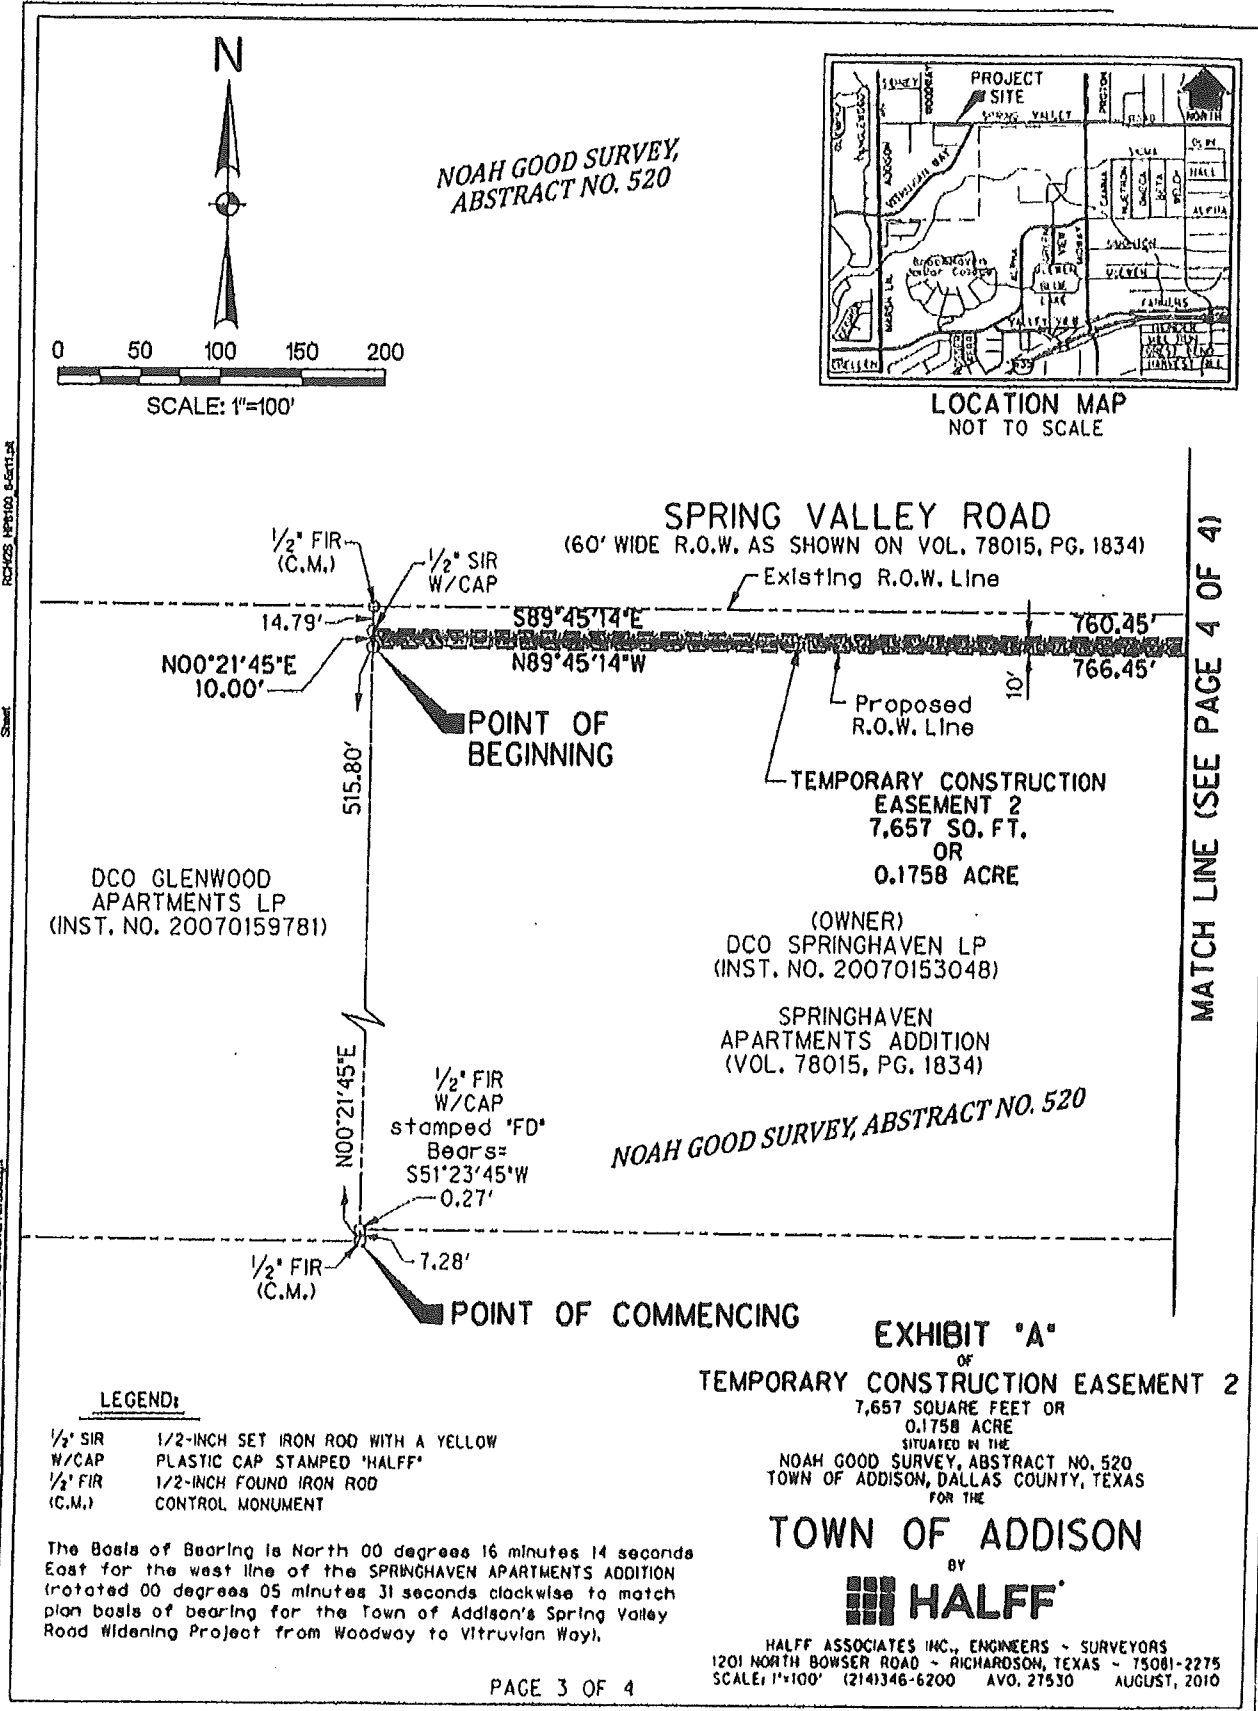 N
NOAH GOOD SURVEY,
ABSTRACT NO. 520
0 50 100 150 200
SCALE: 1"=100'
PROJECT
SITE
SPRING VALLEY
NORTH
VITRUVIAN WAY
ADDISON
MARSH LN.
ALPHA
LOCATION MAP
NOT TO SCALE
SPRING VALLEY ROAD
(60' WIDE R.O.W. AS SHOWN ON VOL. 78015, PG. 1834)
Existing R.O.W. Line
1/2" FIR
(C.M.)
1/2" SIR
W/CAP
14.79'
S89°45'14"E
760.45'
N00°21'45"E
10.00'
N89°45'14"W
766.45'
10'
POINT OF
BEGINNING
Proposed
R.O.W. Line
515.80'
TEMPORARY CONSTRUCTION
EASEMENT 2
7,657 SQ. FT.
OR
0.1758 ACRE
MATCH LINE (SEE PAGE 4 OF 4)
DCO GLENWOOD
APARTMENTS LP
(INST. NO. 20070159781)
(OWNER)
DCO SPRINGHAVEN LP
(INST. NO. 20070153048)
SPRINGHAVEN
APARTMENTS ADDITION
(VOL. 78015, PG. 1834)
N00°21'45"E
1/2" FIR
W/CAP
stamped "FD"
Bears=
S51°23'45"W
0.27'
NOAH GOOD SURVEY, ABSTRACT NO. 520
1/2" FIR
(C.M.)
7.28'
POINT OF COMMENCING
EXHIBIT "A"
OF
TEMPORARY CONSTRUCTION EASEMENT 2
7,657 SQUARE FEET OR
0.1758 ACRE
SITUATED IN THE
NOAH GOOD SURVEY, ABSTRACT NO. 520
TOWN OF ADDISON, DALLAS COUNTY, TEXAS
FOR THE
TOWN OF ADDISON
BY
HALFF
HALFF ASSOCIATES INC., ENGINEERS ~ SURVEYORS
1201 NORTH BOWSER ROAD ~ RICHARDSON, TEXAS ~ 75081-2275
SCALE: 1"=100' (214)346-6200 AVO. 27530 AUGUST, 2010
LEGEND:
1/2" SIR 1/2-INCH SET IRON ROD WITH A YELLOW
W/CAP PLASTIC CAP STAMPED "HALFF"
1/2" FIR 1/2-INCH FOUND IRON ROD
(C.M.) CONTROL MONUMENT
The Basis of Bearing is North 00 degrees 16 minutes 14 seconds
East for the west line of the SPRINGHAVEN APARTMENTS ADDITION
(rotated 00 degrees 05 minutes 31 seconds clockwise to match
plan basis of bearing for the Town of Addison's Spring Valley
Road Widening Project from Woodway to Vitruvian Way).
PAGE 3 OF 4
Sheet